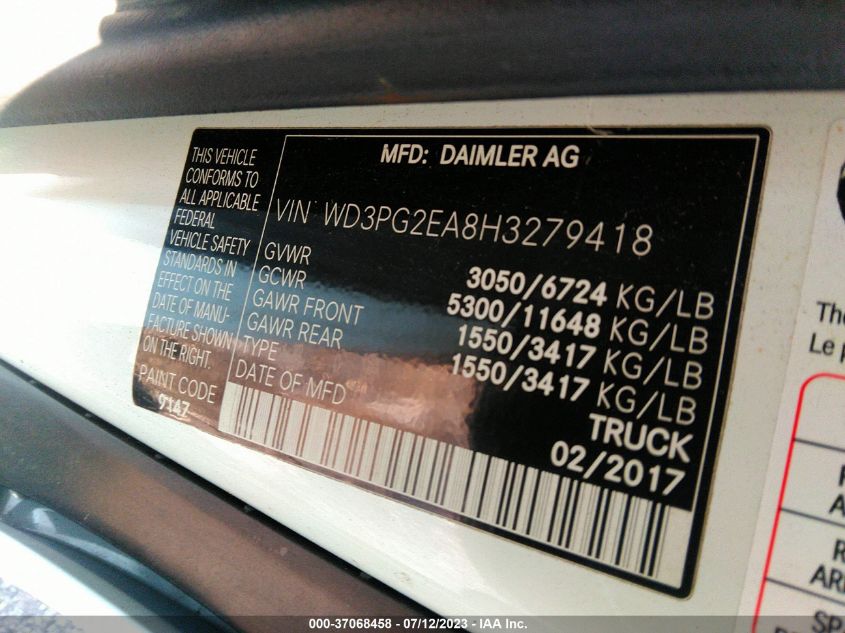 MFD: DAIMLER AG
THIS VEHICLE
CONFORMS TO
ALL APPLICABLE
FEDERAL
VEHICLE SAFETY
STANDARDS IN
EFFECT ON THE
DATE OF MANU-
FACTURE SHOWN
ON THE RIGHT.
PAINT CODE
9147
VIN WD3PG2EA8H3279418
GVWR 3050/6724 KG/LB
GCWR 5300/11648 KG/LB
GAWR FRONT 1550/3417 KG/LB
GAWR REAR 1550/3417 KG/LB
TYPE TRUCK
DATE OF MFD 02/2017
The
Le p
R
A
R
ARR
SP
000-37068458 - 07/12/2023 - IAA Inc.